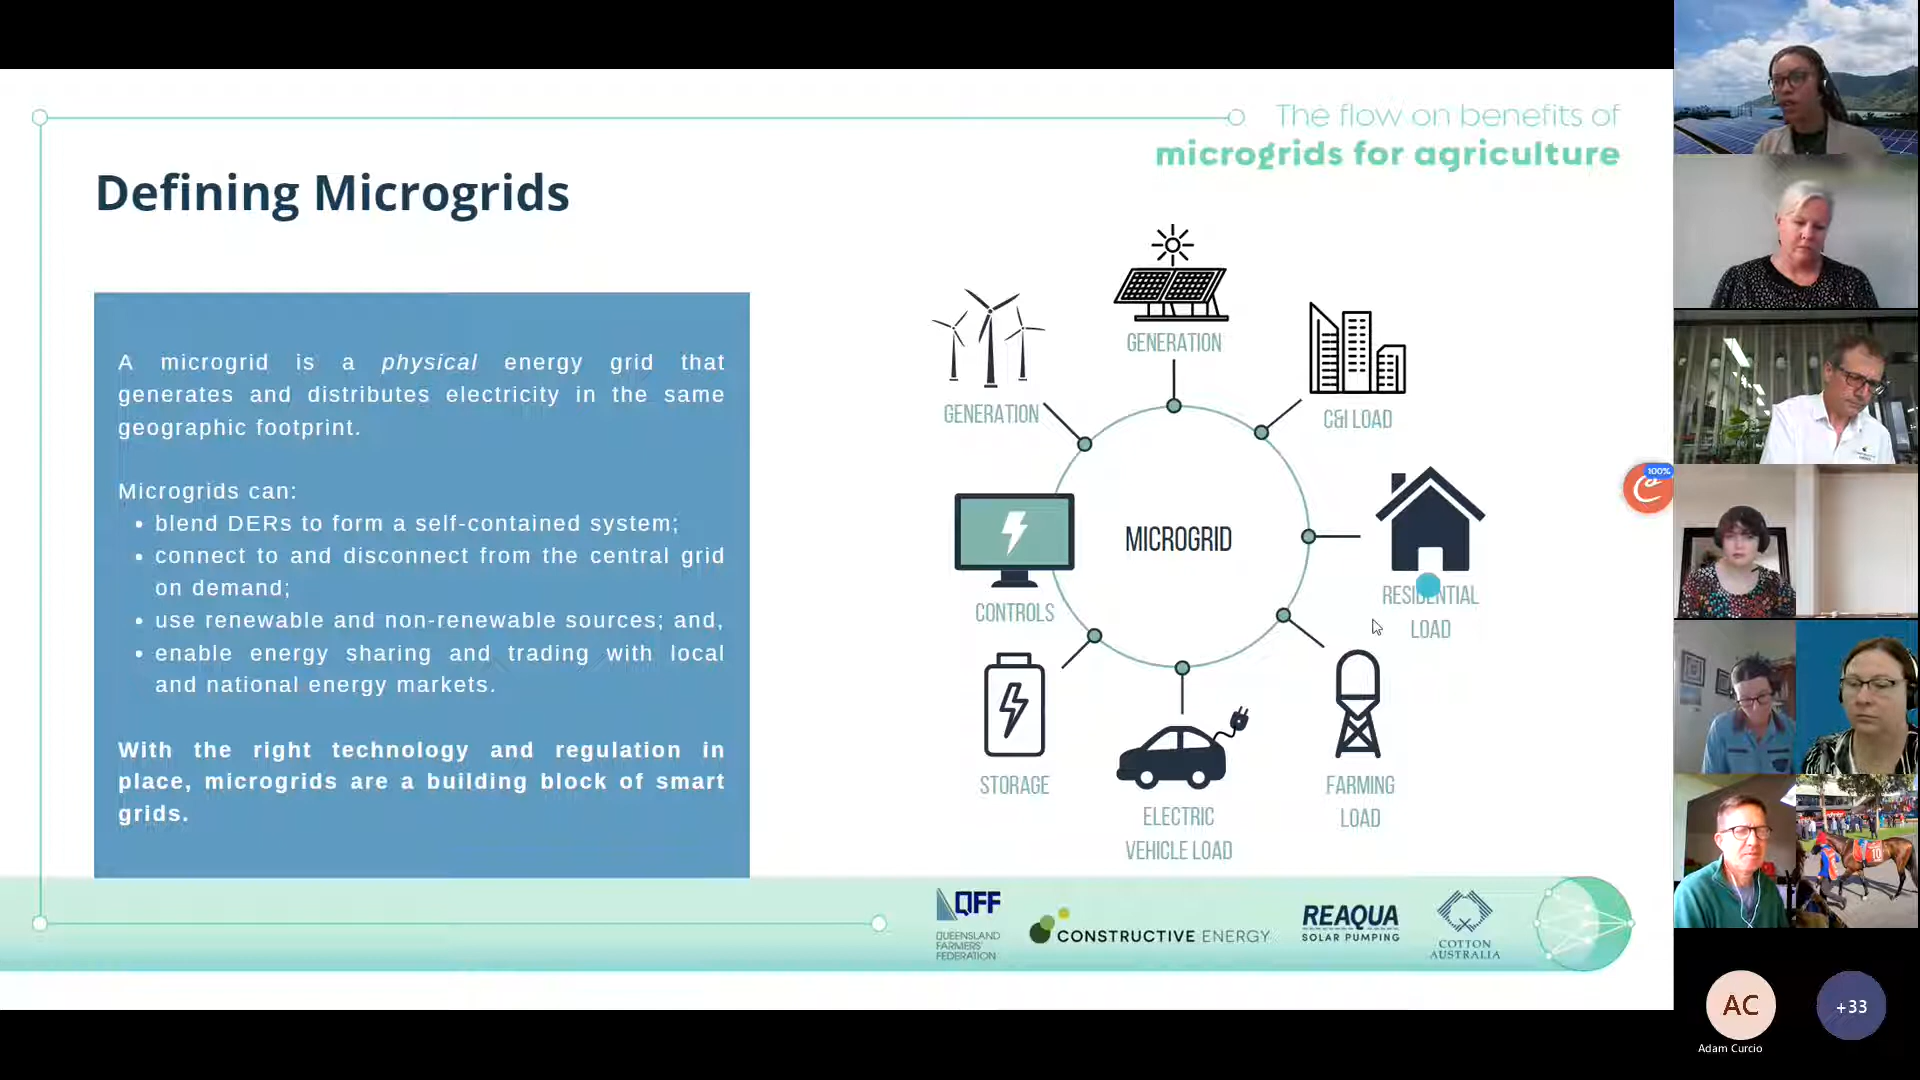 The flow on benefits of
microgrids for agriculture
Defining Microgrids
A microgrid is a physical energy grid that
generates and distributes electricity in the same
geographic footprint.
Microgrids can:
• blend DERs to form a self-contained system;
• connect to and disconnect from the central grid
on demand;
• use renewable and non-renewable sources; and,
• enable energy sharing and trading with local
and national energy markets.
With the right technology and regulation in
place, microgrids are a building block of smart
grids.
GENERATION
GENERATION
C&I LOAD
MICROGRID
CONTROLS
RESIDENTIAL
LOAD
STORAGE
ELECTRIC
VEHICLE LOAD
FARMING
LOAD
100%
QFF
QUEENSLAND
FARMERS'
FEDERATION
CONSTRUCTIVE ENERGY
REAQUA
SOLAR PUMPING
COTTON
AUSTRALIA
10
AC
Adam Curcio
+33